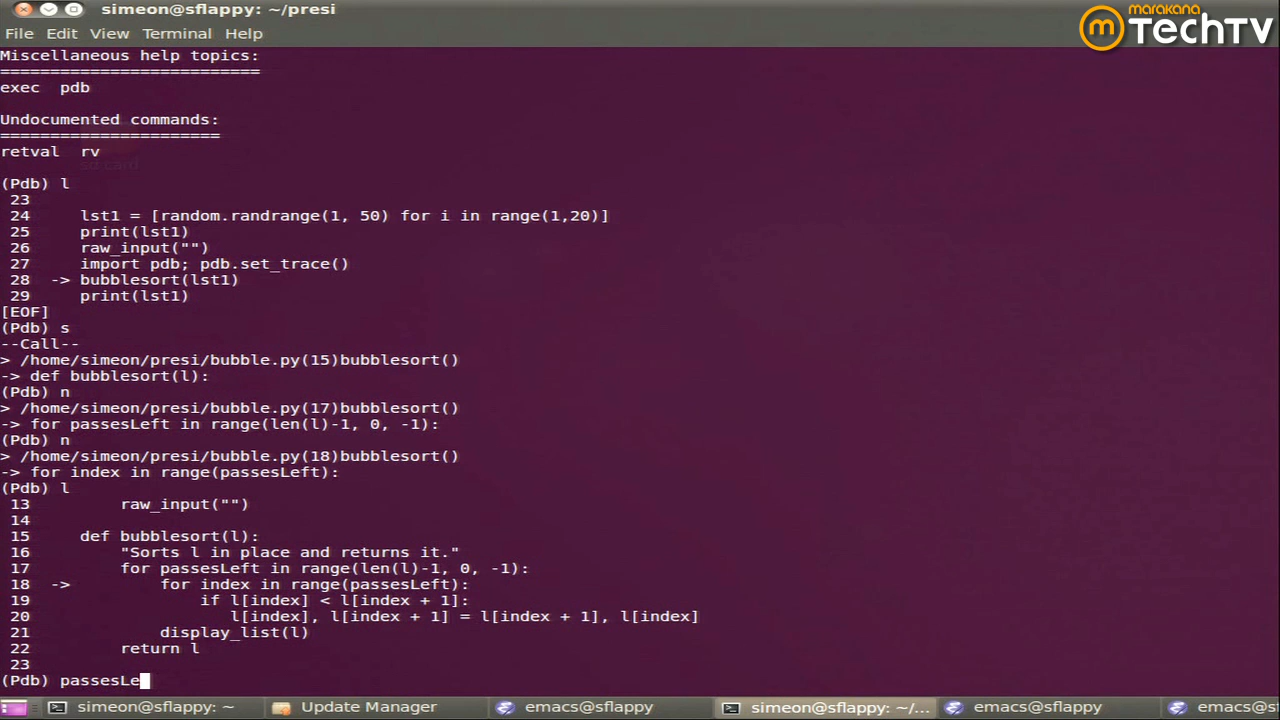 simeon@sflappy: ~/presi
marakana
TechTV
File Edit View Terminal Help
Miscellaneous help topics:
==========================
exec  pdb
Undocumented commands:
======================
retval  rv
(Pdb) l
 23
 24     lst1 = [random.randrange(1, 50) for i in range(1,20)]
 25     print(lst1)
 26     raw_input("")
 27     import pdb; pdb.set_trace()
 28  -> bubblesort(lst1)
 29     print(lst1)
[EOF]
(Pdb) s
--Call--
> /home/simeon/presi/bubble.py(15)bubblesort()
-> def bubblesort(l):
(Pdb) n
> /home/simeon/presi/bubble.py(17)bubblesort()
-> for passesLeft in range(len(l)-1, 0, -1):
(Pdb) n
> /home/simeon/presi/bubble.py(18)bubblesort()
-> for index in range(passesLeft):
(Pdb) l
 13         raw_input("")
 14
 15     def bubblesort(l):
 16         "Sorts l in place and returns it."
 17         for passesLeft in range(len(l)-1, 0, -1):
 18  ->         for index in range(passesLeft):
 19                 if l[index] < l[index + 1]:
 20                    l[index], l[index + 1] = l[index + 1], l[index]
 21             display_list(l)
 22         return l
 23
(Pdb) passesLe
simeon@sflappy: ~ Update Manager emacs@sflappy simeon@sflappy: ~/... emacs@sflappy emacs@s